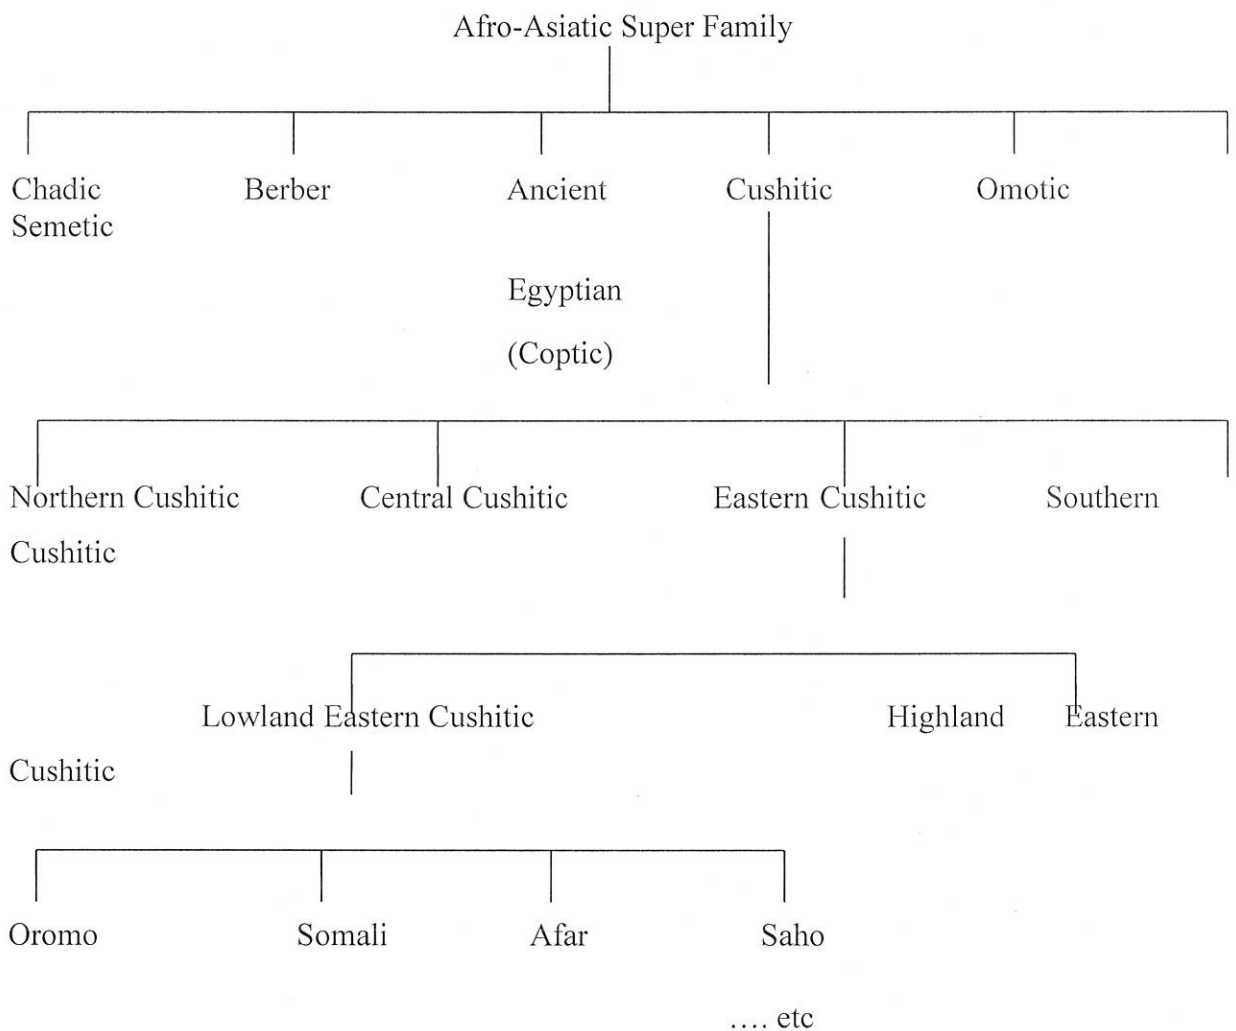 Afro-Asiatic Super Family
Chadic Berber Ancient Cushitic Omotic
Semetic
Egyptian
(Coptic)
Northern Cushitic Central Cushitic Eastern Cushitic Southern
Cushitic
Lowland Eastern Cushitic Highland Eastern
Cushitic
Oromo Somali Afar Saho
.... etc